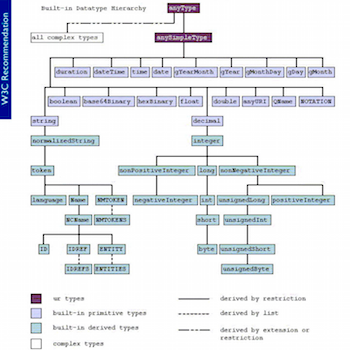 W3C Recommendation
Built-in Datatype Hierarchy
anyType
all complex types
anySimpleType
duration dateTime time date gYearMonth gYear gMonthDay gDay gMonth
boolean base64Binary hexBinary float double anyURI QName NOTATION
string decimal
normalizedString integer
token nonPositiveInteger long nonNegativeInteger
language Name NMTOKEN negativeInteger int unsignedLong positiveInteger
NCName NMTOKENS short unsignedInt
ID IDREF ENTITY byte unsignedShort
IDREFS ENTITIES unsignedByte
ur types derived by restriction
built-in primitive types derived by list
built-in derived types derived by extension or
restriction
complex types